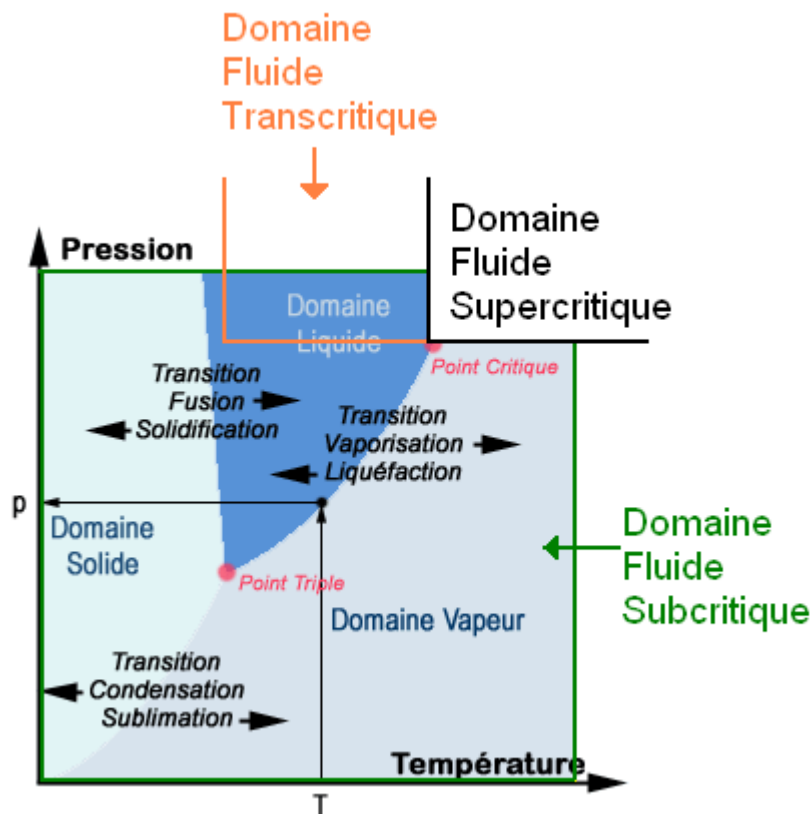 Domaine
Fluide
Transcritique
Domaine
Fluide
Supercritique
Pression
Domaine
Liquide
Point Critique
Transition
Fusion
Solidification
Transition
Vaporisation
Liquéfaction
p
Domaine
Solide
Point Triple
Domaine
Fluide
Subcritique
Domaine Vapeur
Transition
Condensation
Sublimation
Température
T